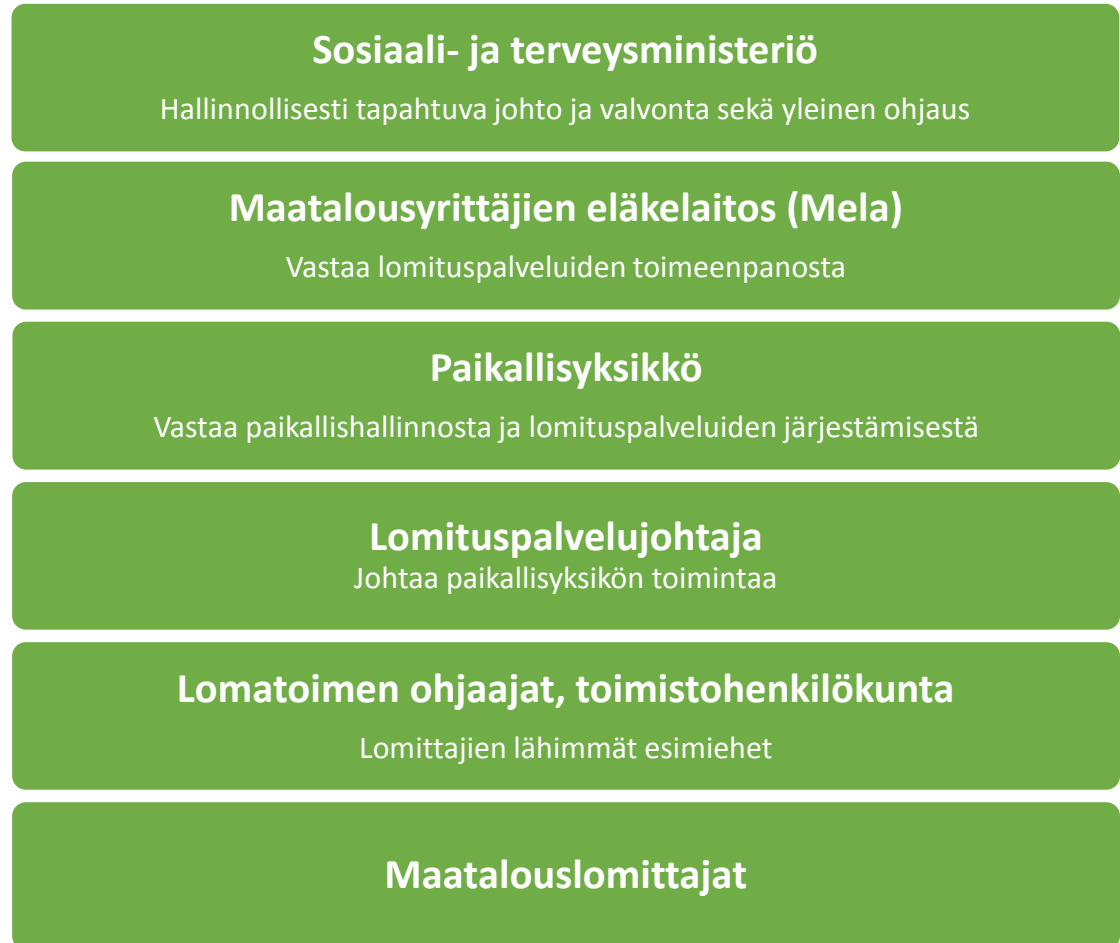 Sosiaali- ja terveysministeriö
Hallinnollisesti tapahtuva johto ja valvonta sekä yleinen ohjaus
Maatalousyrittäjien eläkelaitos (Mela)
Vastaa lomituspalveluiden toimeenpanosta
Paikallisyksikkö
Vastaa paikallishallinnosta ja lomituspalveluiden järjestämisestä
Lomituspalvelujohtaja
Johtaa paikallisyksikön toimintaa
Lomatoimen ohjaajat, toimistohenkilökunta
Lomittajien lähimmät esimiehet
Maatalouslomittajat